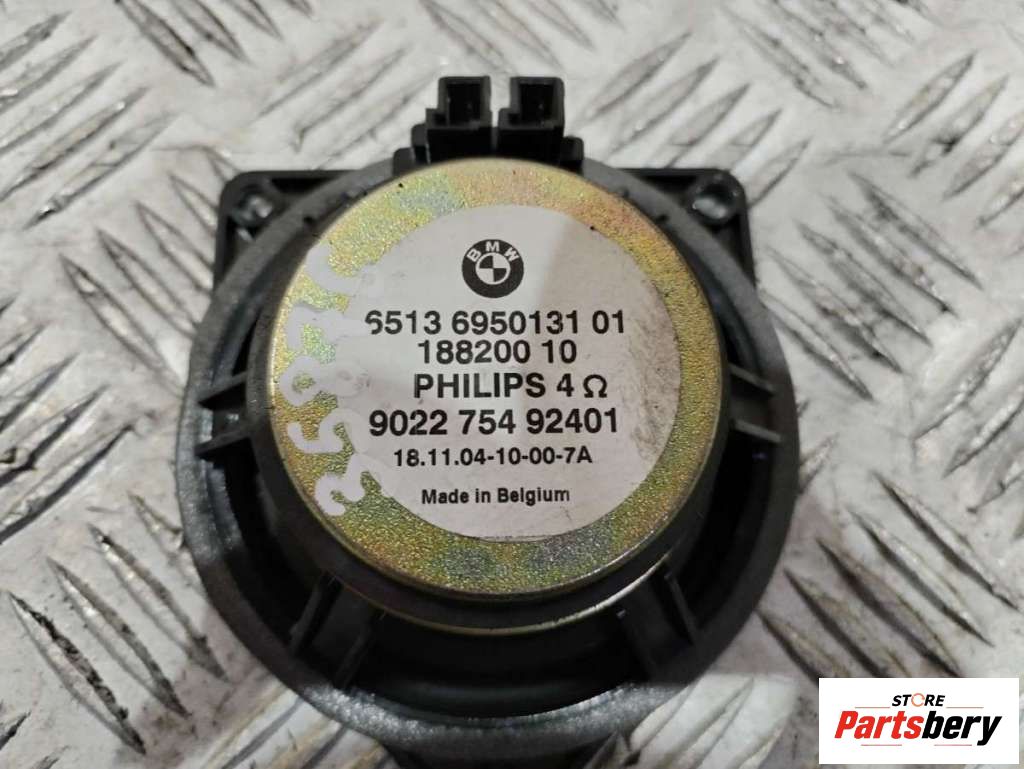 BMW
6513 6950131 01
188200 10
PHILIPS 4 Ω
9022 754 92401
18.11.04-10-00-7A
Made in Belgium
STORE
Partsbery